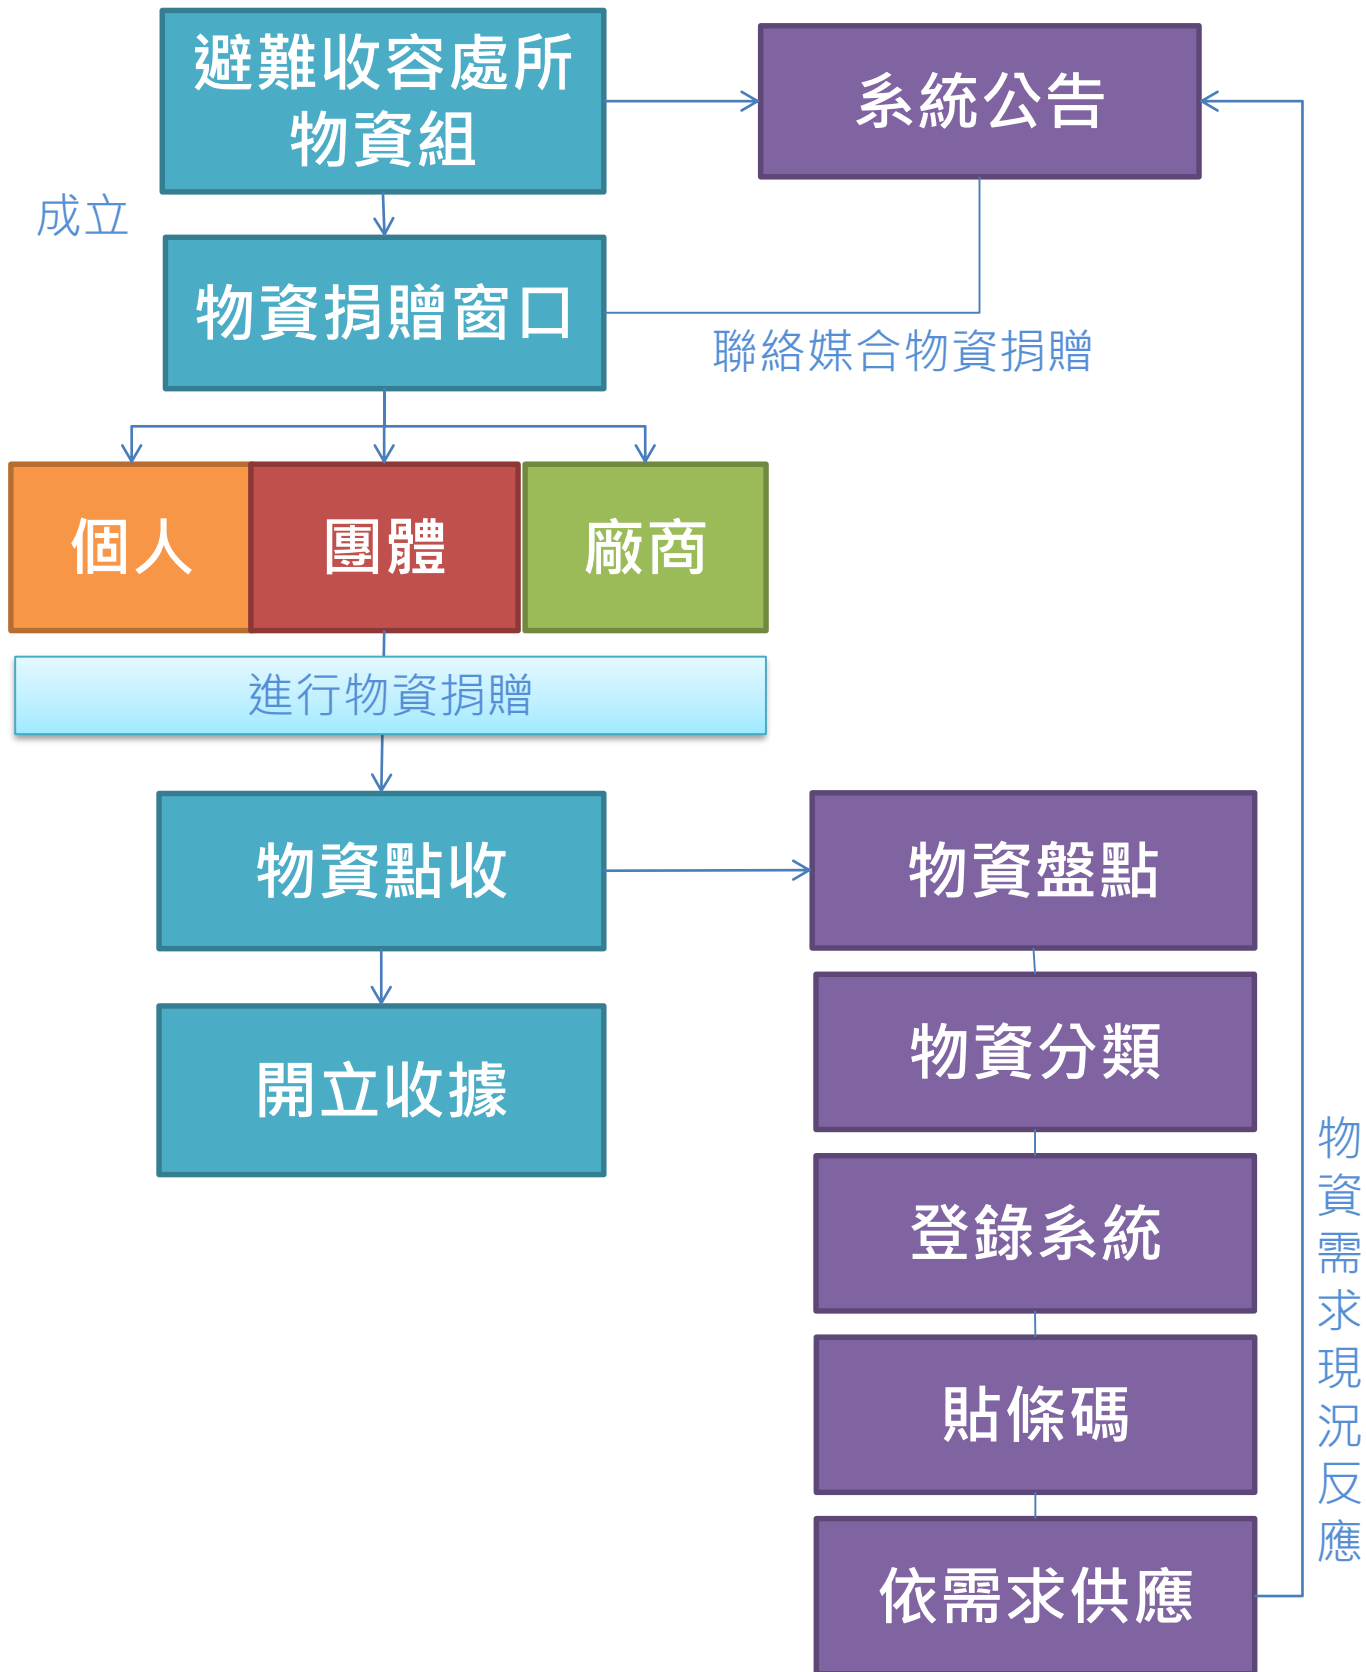 避難收容處所
物資組
系統公告
成立
物資捐贈窗口
聯絡媒合物資捐贈
個人
團體
廠商
進行物資捐贈
物資點收
物資盤點
開立收據
物資分類
登錄系統
貼條碼
依需求供應
物資需求現況反應